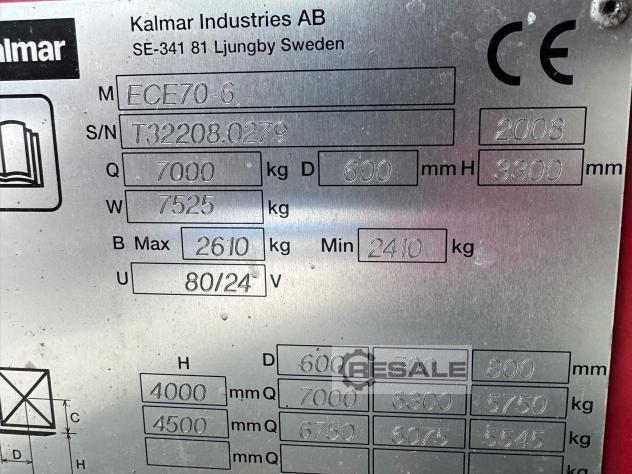 almar
Kalmar Industries AB
SE-341 81 Ljungby Sweden
CE
M ECE70-6
S/N T32208.0279 2008
Q 7000 kg D 600 mm H 3300 mm
W 7525 kg
B Max 2610 kg Min 2410 kg
U 80/24 V
H D 600 800 mm
RESALE
4000 mm Q 7000 6300 5750 kg
4500 mm Q 6750 6075 5545 kg
mm Q kg
C
D H